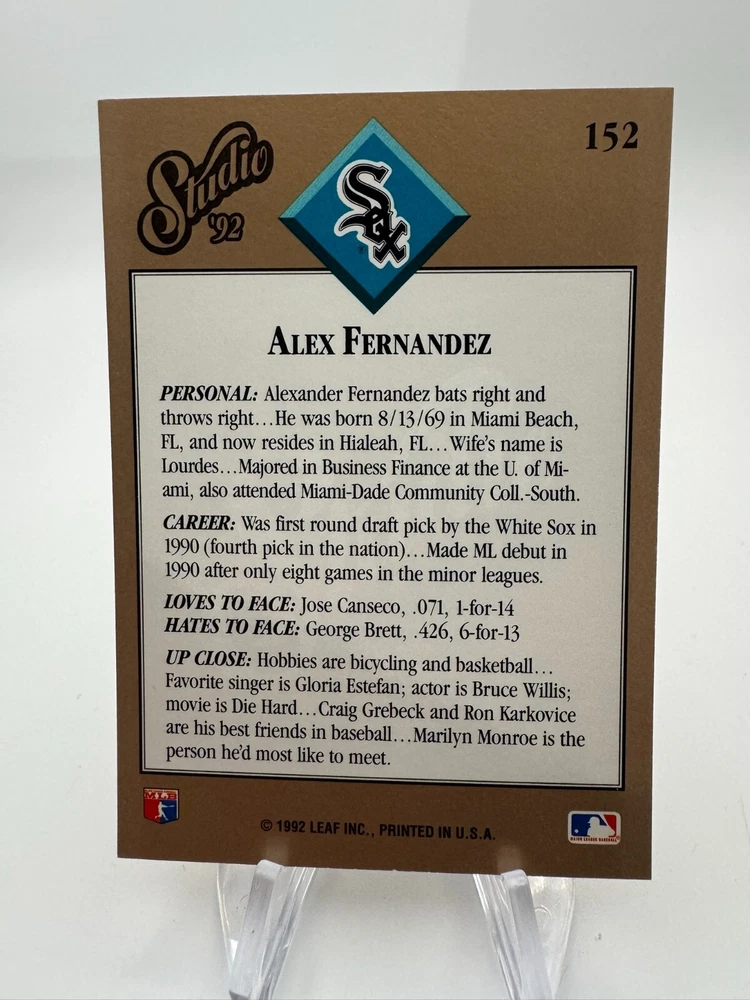 Studio
'92
152
Sox
ALEX FERNANDEZ
PERSONAL: Alexander Fernandez bats right and
throws right...He was born 8/13/69 in Miami Beach,
FL, and now resides in Hialeah, FL...Wife's name is
Lourdes...Majored in Business Finance at the U. of Mi-
ami, also attended Miami-Dade Community Coll.-South.
CAREER: Was first round draft pick by the White Sox in
1990 (fourth pick in the nation)...Made ML debut in
1990 after only eight games in the minor leagues.
LOVES TO FACE: Jose Canseco, .071, 1-for-14
HATES TO FACE: George Brett, .426, 6-for-13
UP CLOSE: Hobbies are bicycling and basketball...
Favorite singer is Gloria Estefan; actor is Bruce Willis;
movie is Die Hard...Craig Grebeck and Ron Karkovice
are his best friends in baseball...Marilyn Monroe is the
person he'd most like to meet.
MLB
© 1992 LEAF INC., PRINTED IN U.S.A.
MAJOR LEAGUE BASEBALL